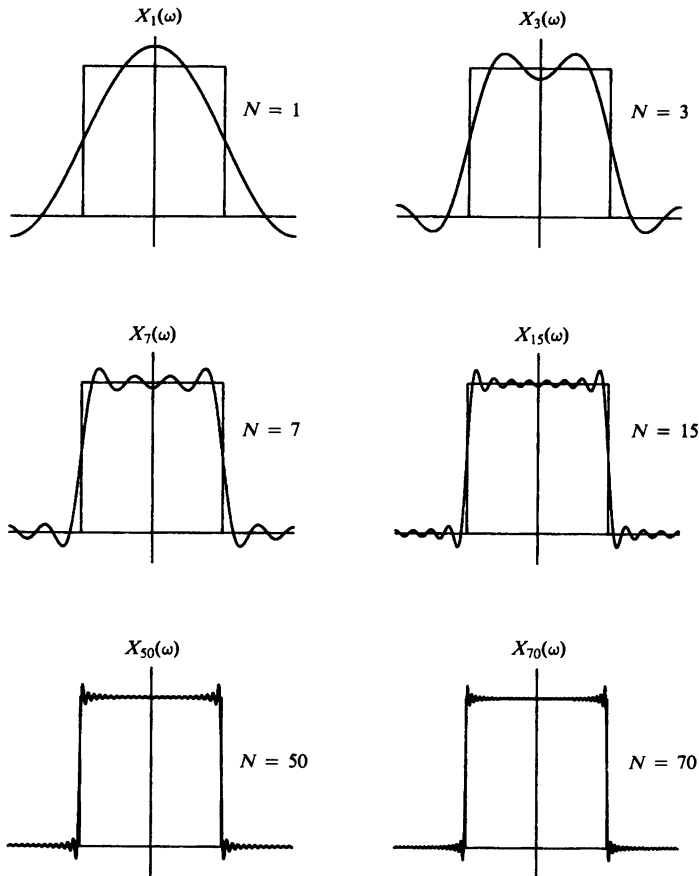 X₁(ω)
X₃(ω)
N = 1
N = 3
X₇(ω)
X₁₅(ω)
N = 7
N = 15
X₅₀(ω)
X₇₀(ω)
N = 50
N = 70